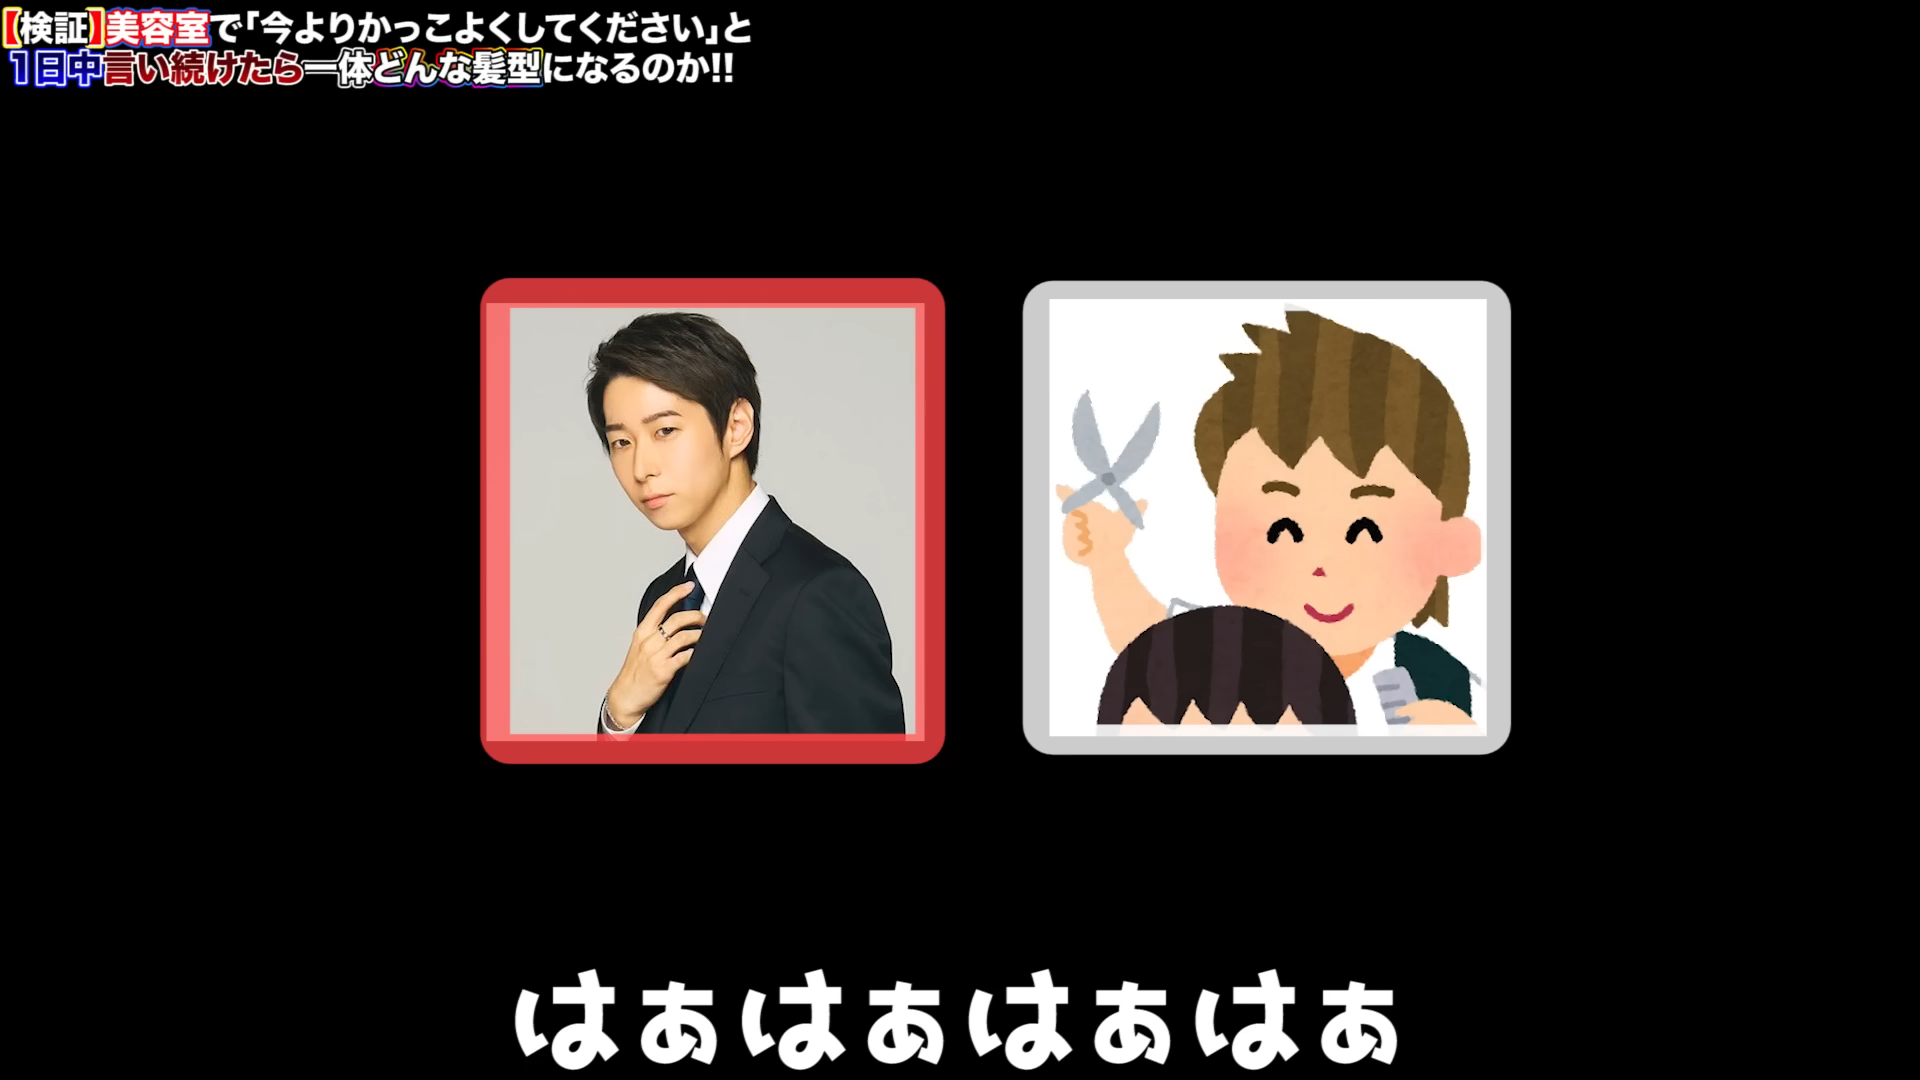 【検証】美容室で「今よりかっこよくしてください」と
1日中言い続けたら一体どんな髪型になるのか!!
はぁはぁはぁはぁ